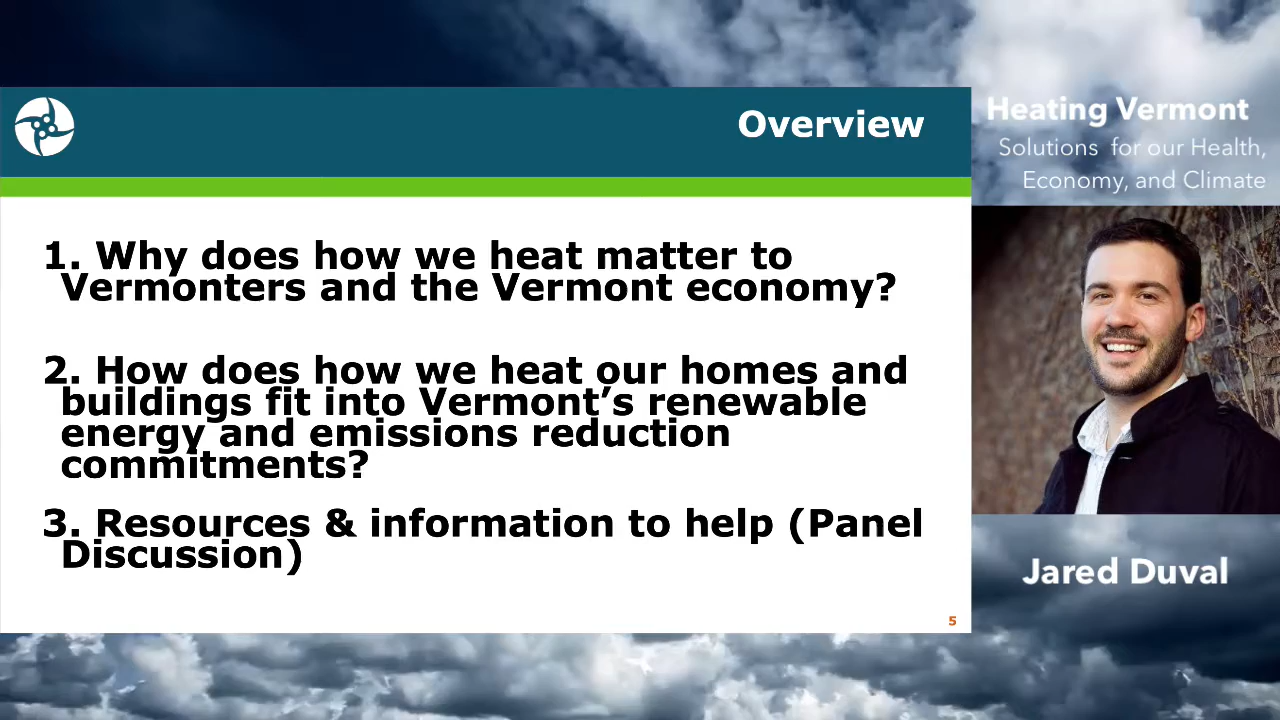 Overview
1. Why does how we heat matter to
Vermonters and the Vermont economy?
2. How does how we heat our homes and
buildings fit into Vermont’s renewable
energy and emissions reduction
commitments?
3. Resources & information to help (Panel
Discussion)
5
Heating Vermont
Solutions for our Health,
Economy, and Climate
Jared Duval